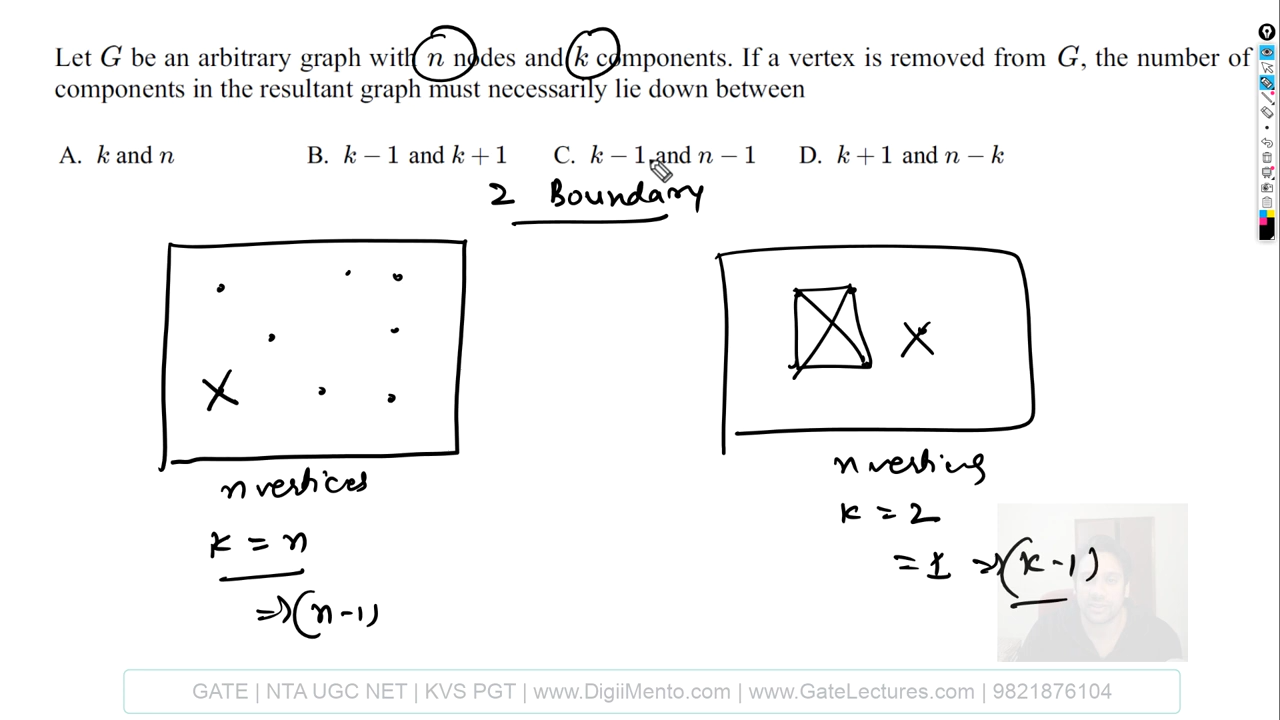 Let G be an arbitrary graph with n nodes and k components. If a vertex is removed from G, the number of
components in the resultant graph must necessarily lie down between
A. k and n B. k − 1 and k + 1 C. k − 1 and n − 1 D. k + 1 and n − k
2 Boundary
n vertices
k = n
⇒ (n-1)
n vertices
k = 2
= 1 ⇒ (k-1)
GATE | NTA UGC NET | KVS PGT | www.DigiiMento.com | www.GateLectures.com | 9821876104